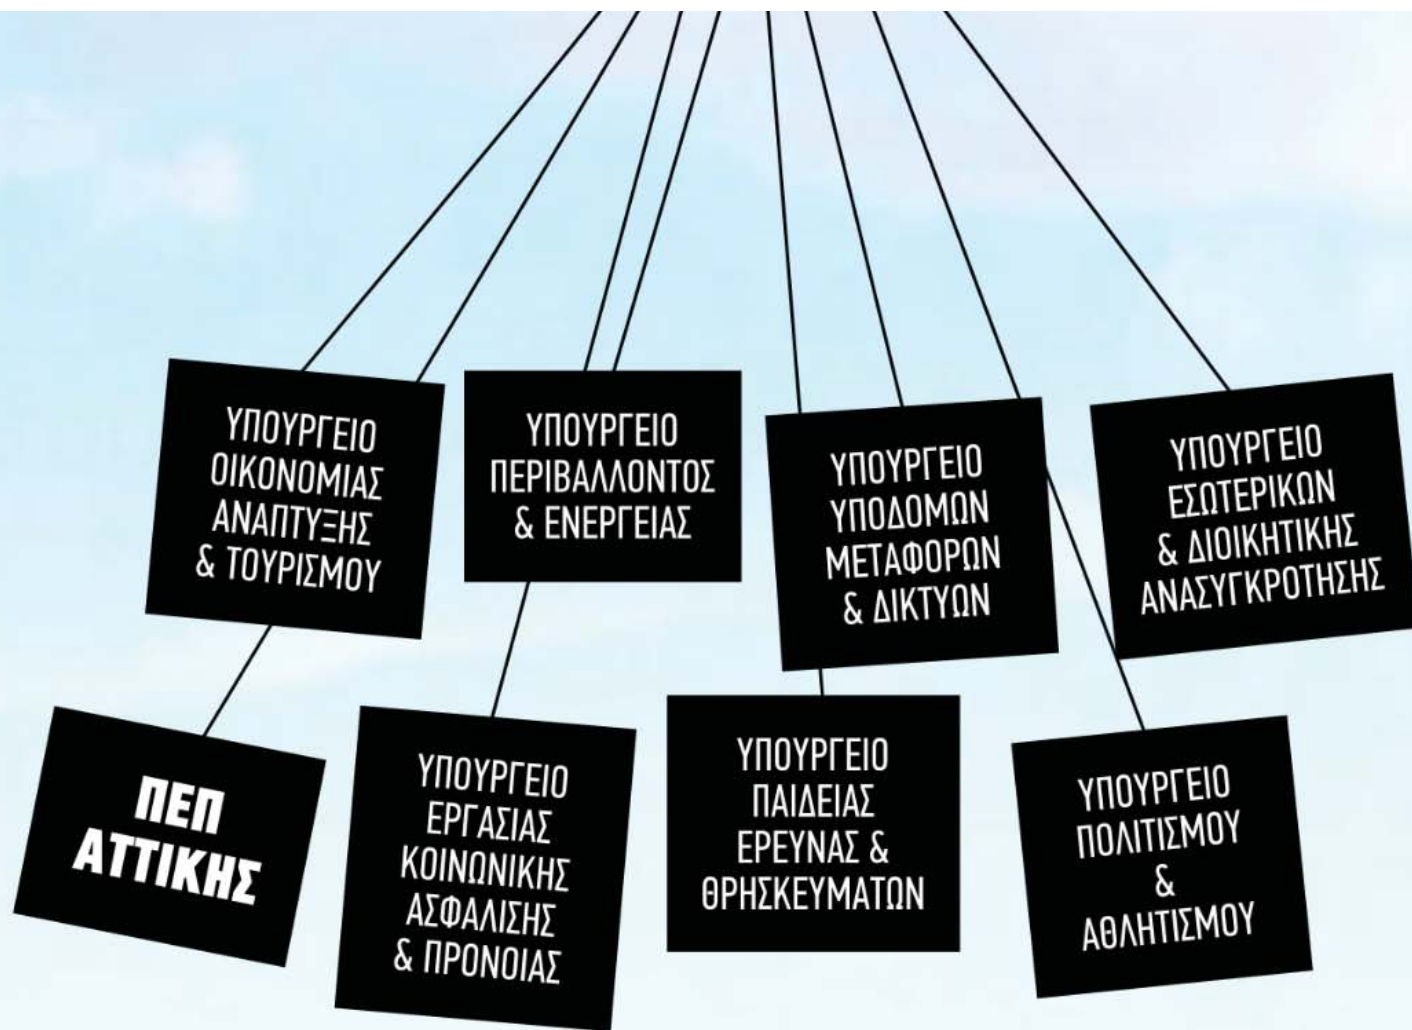 ΥΠΟΥΡΓΕΙΟ
ΟΙΚΟΝΟΜΙΑΣ
ΑΝΑΠΤΥΞΗΣ
& ΤΟΥΡΙΣΜΟΥ
ΥΠΟΥΡΓΕΙΟ
ΠΕΡΙΒΑΛΛΟΝΤΟΣ
& ΕΝΕΡΓΕΙΑΣ
ΥΠΟΥΡΓΕΙΟ
ΥΠΟΔΟΜΩΝ
ΜΕΤΑΦΟΡΩΝ
& ΔΙΚΤΥΩΝ
ΥΠΟΥΡΓΕΙΟ
ΕΣΩΤΕΡΙΚΩΝ
& ΔΙΟΙΚΗΤΙΚΗΣ
ΑΝΑΣΥΓΚΡΟΤΗΣΗΣ
ΠΕΠ
ΑΤΤΙΚΗΣ
ΥΠΟΥΡΓΕΙΟ
ΕΡΓΑΣΙΑΣ
ΚΟΙΝΩΝΙΚΗΣ
ΑΣΦΑΛΙΣΗΣ
& ΠΡΟΝΟΙΑΣ
ΥΠΟΥΡΓΕΙΟ
ΠΑΙΔΕΙΑΣ
ΕΡΕΥΝΑΣ &
ΘΡΗΣΚΕΥΜΑΤΩΝ
ΥΠΟΥΡΓΕΙΟ
ΠΟΛΙΤΙΣΜΟΥ
&
ΑΘΛΗΤΙΣΜΟΥ